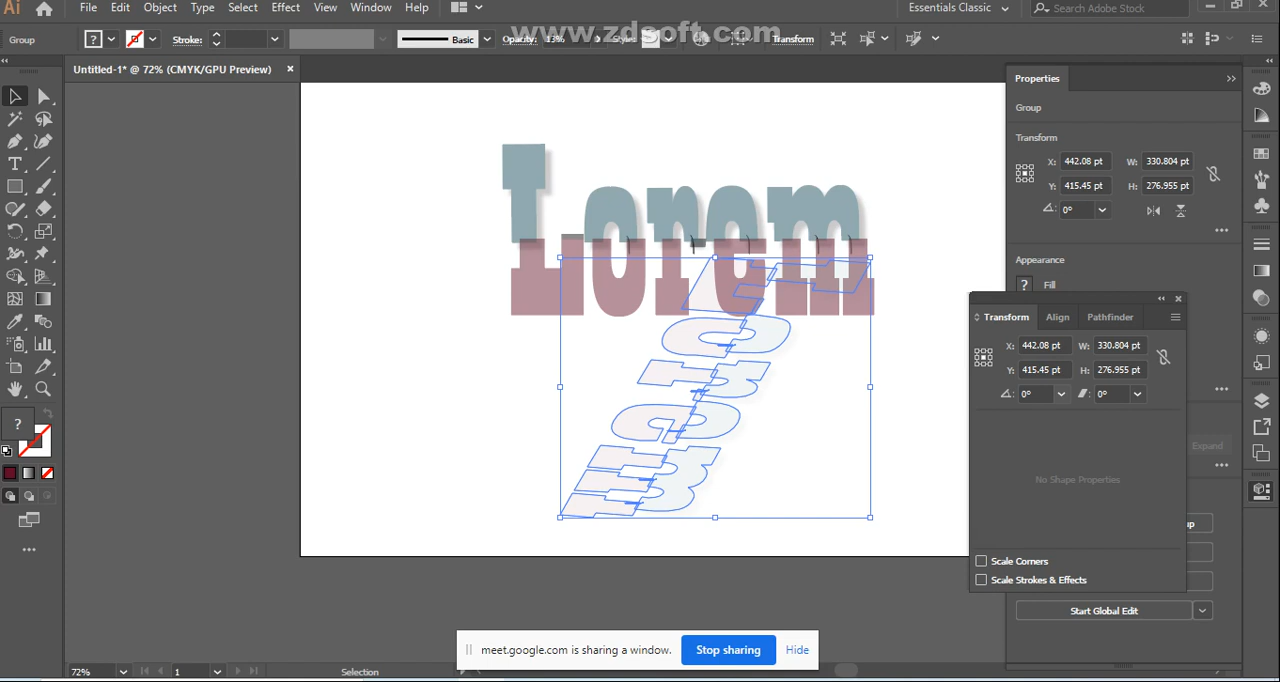 Ai File Edit Object Type Select Effect View Window Help Essentials Classic Search Adobe Stock
www.zdsoft.com
Group ? Stroke: Basic Opacity: 13% Style: Transform
Untitled-1* @ 72% (CMYK/GPU Preview) ×
Properties
Group
Transform
X: 442.08 pt W: 330.804 pt
Y: 415.45 pt H: 276.955 pt
0°
Appearance
? Fill
Lorem
Lorem
Transform Align Pathfinder
X: 442.08 pt W: 330.804 pt
Y: 415.45 pt H: 276.955 pt
0° 0°
No Shape Properties
Expand
up
Scale Corners
Scale Strokes & Effects
Start Global Edit
?
meet.google.com is sharing a window. Stop sharing Hide
72% 1 Selection